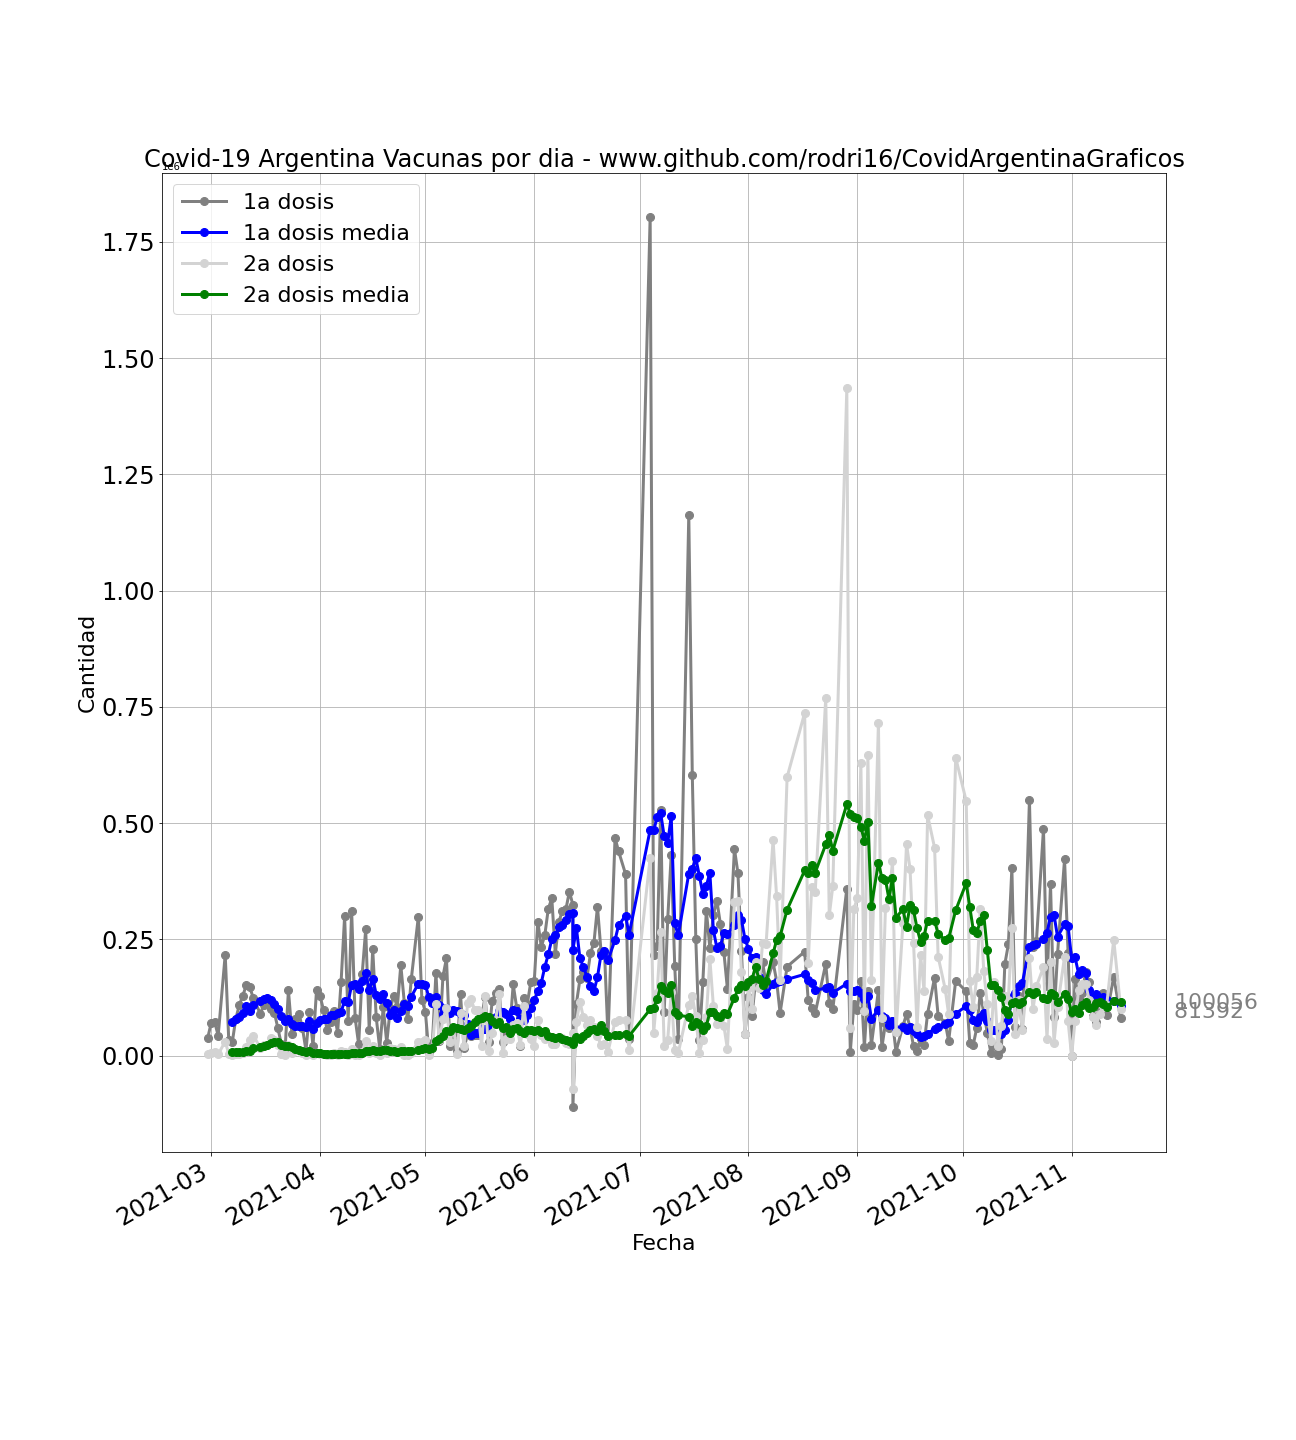 Covid-19 Argentina Vacunas por dia - www.github.com/rodri16/CovidArgentinaGraficos
1e6
1a dosis
1a dosis media
2a dosis
2a dosis media
1.75
1.50
1.25
1.00
0.75
0.50
0.25
0.00
Cantidad
100056
81392
2021-03
2021-04
2021-05
2021-06
2021-07
2021-08
2021-09
2021-10
2021-11
Fecha